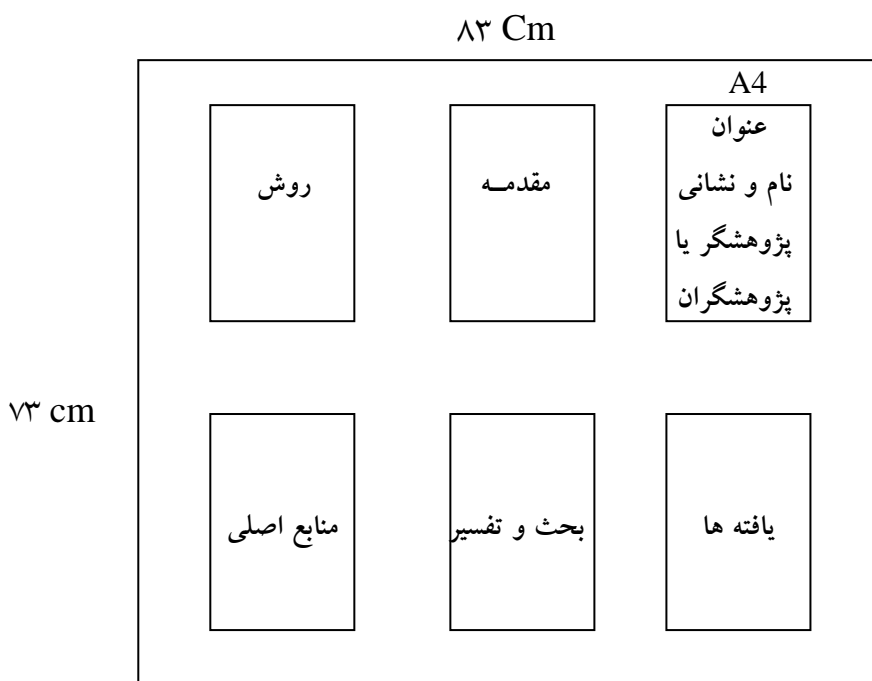 ۸۳ Cm
A4
عنوان
نام و نشانی
پژوهشگر یا
پژوهشگران
مقدمــه
روش
۷۳ cm
یافته ها
بحث و تفسیر
منابع اصلی